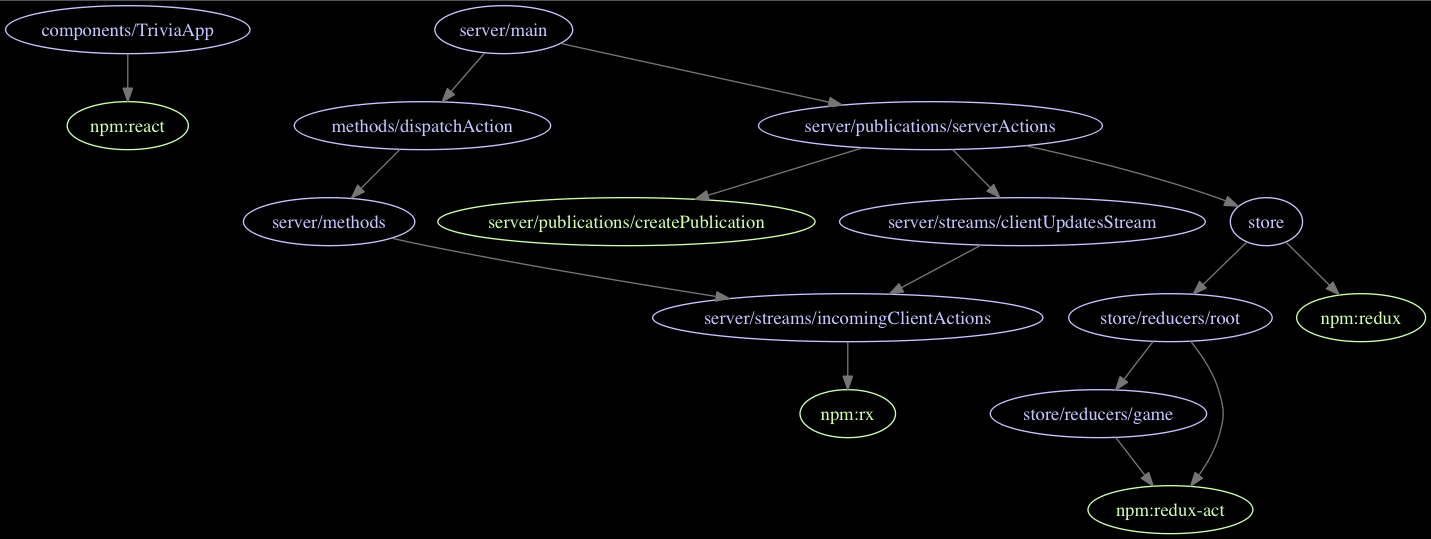 components/TriviaApp
server/main
npm:react
methods/dispatchAction
server/publications/serverActions
server/methods
server/publications/createPublication
server/streams/clientUpdatesStream
store
server/streams/incomingClientActions
store/reducers/root
npm:redux
npm:rx
store/reducers/game
npm:redux-act